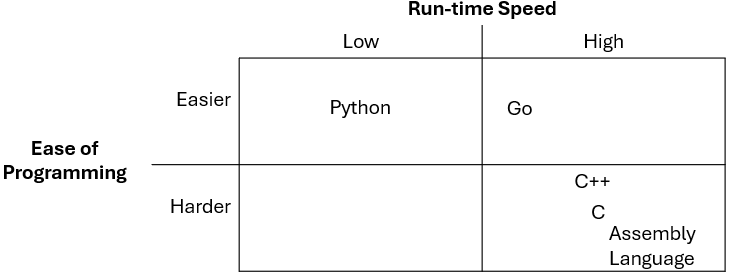 Run-time Speed
Low
High
Easier
Python
Go
Ease of
Programming
Harder
C++
C
Assembly
Language